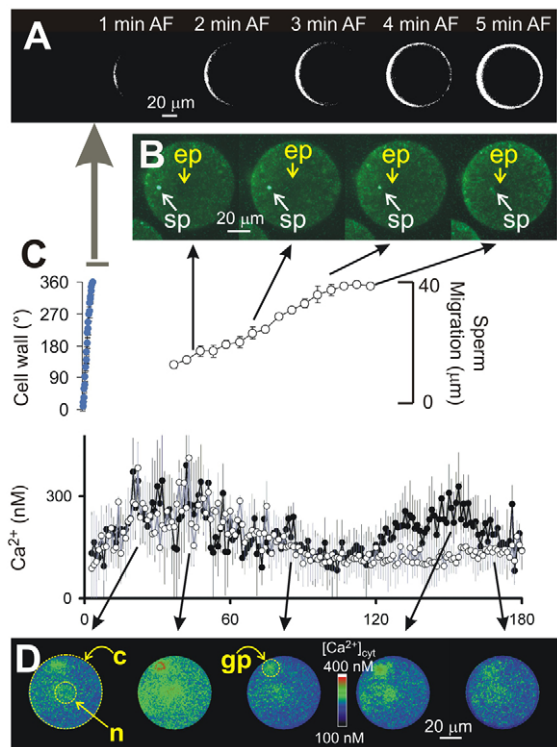 A
1 min AF 2 min AF 3 min AF 4 min AF 5 min AF
20 µm
B
ep ep ep ep
sp sp sp sp
20 µm
C
360
270
180
90
0
Cell wall (°)
40
0
Sperm
Migration (µm)
300
0
Ca²⁺ (nM)
0 60 120 180
D
c
n
gp
[Ca²⁺]cyt
400 nM
100 nM
20 µm